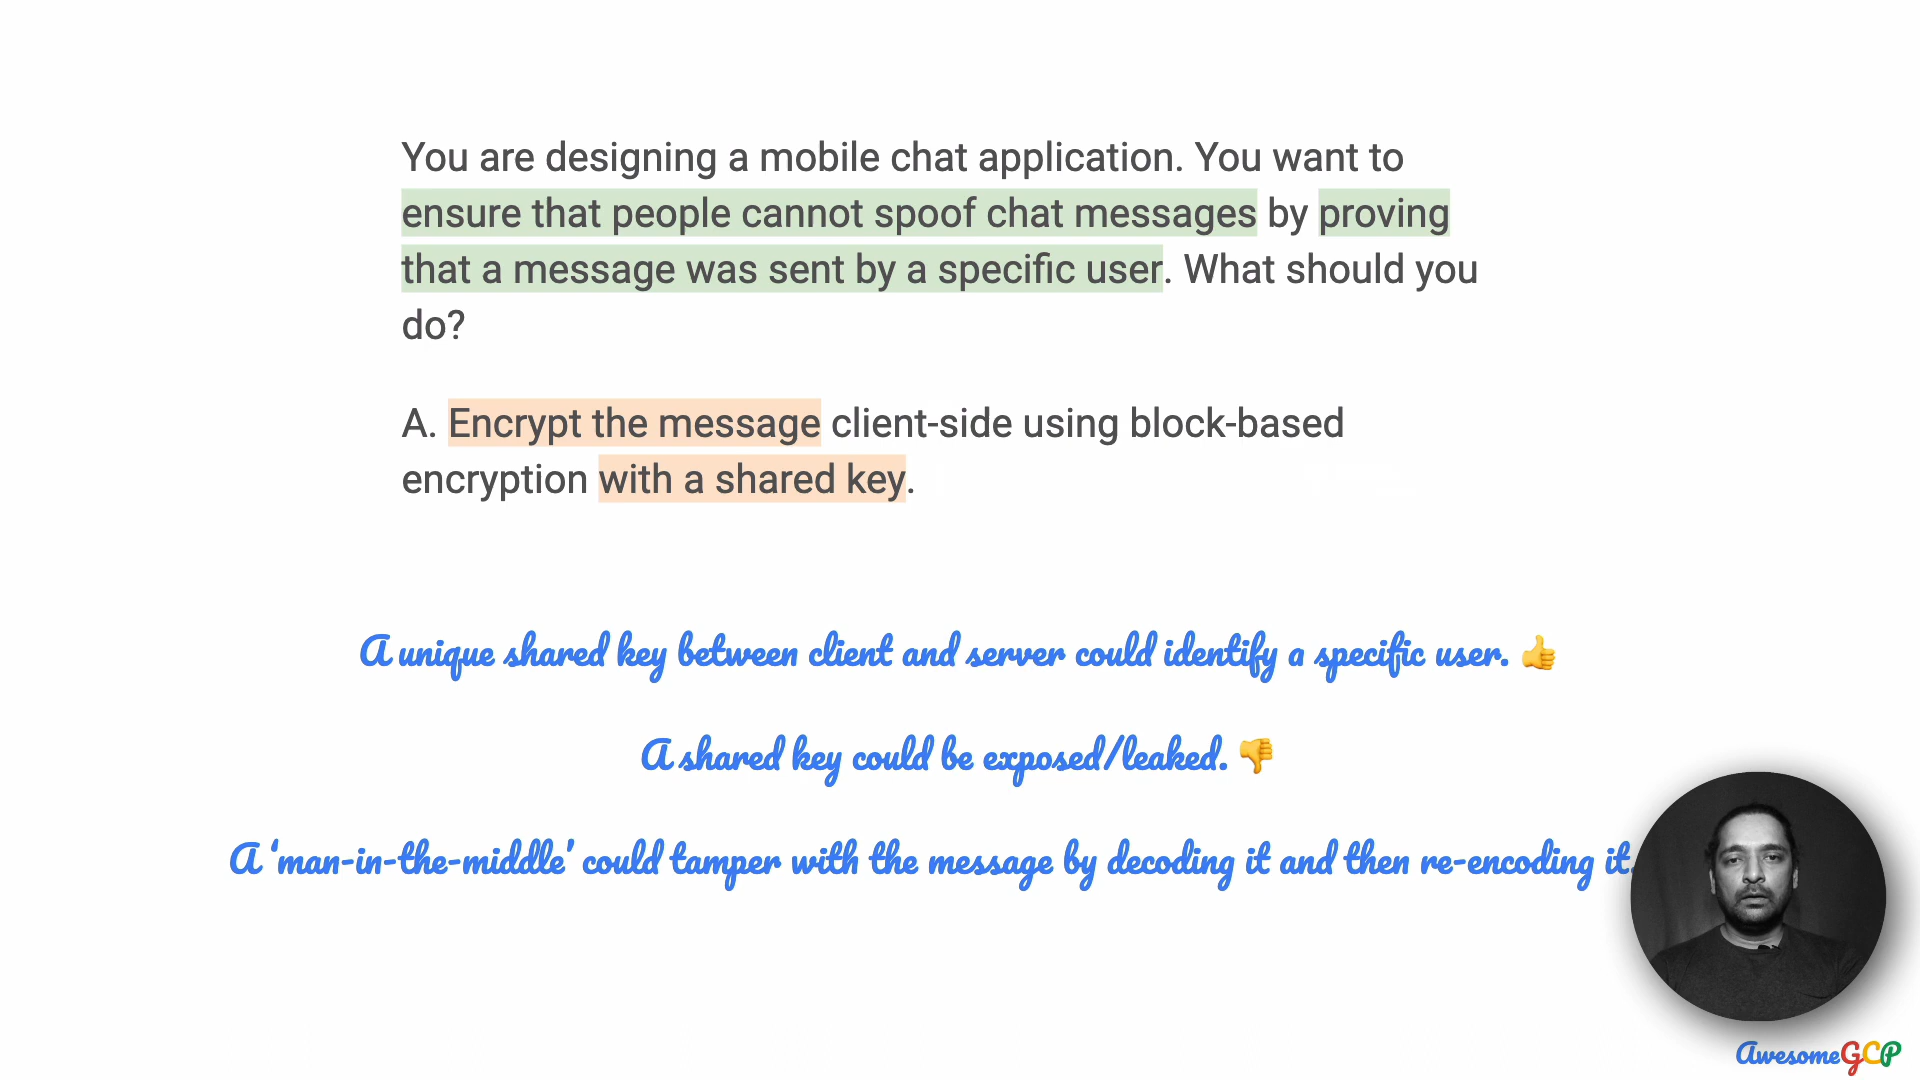 You are designing a mobile chat application. You want to
ensure that people cannot spoof chat messages by proving
that a message was sent by a specific user. What should you
do?
A. Encrypt the message client-side using block-based
encryption with a shared key.
A unique shared key between client and server could identify a specific user. 👍
A shared key could be exposed/leaked. 👎
A ‘man-in-the-middle’ could tamper with the message by decoding it and then re-encoding it.
AwesomeGCP